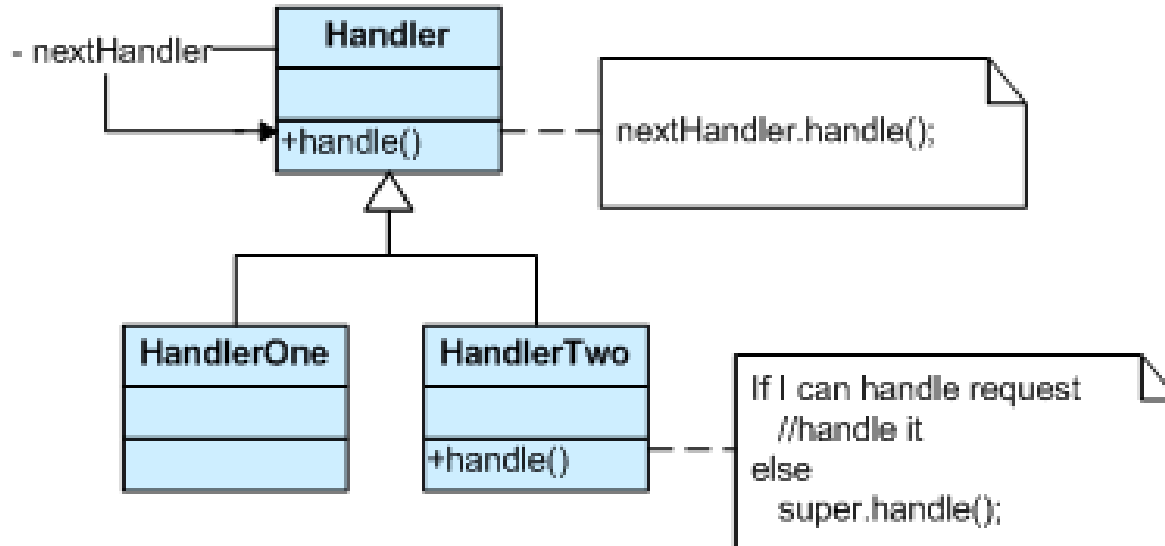 Handler
- nextHandler
+handle()
nextHandler.handle();
HandlerOne
HandlerTwo
+handle()
If I can handle request
//handle it
else
super.handle();